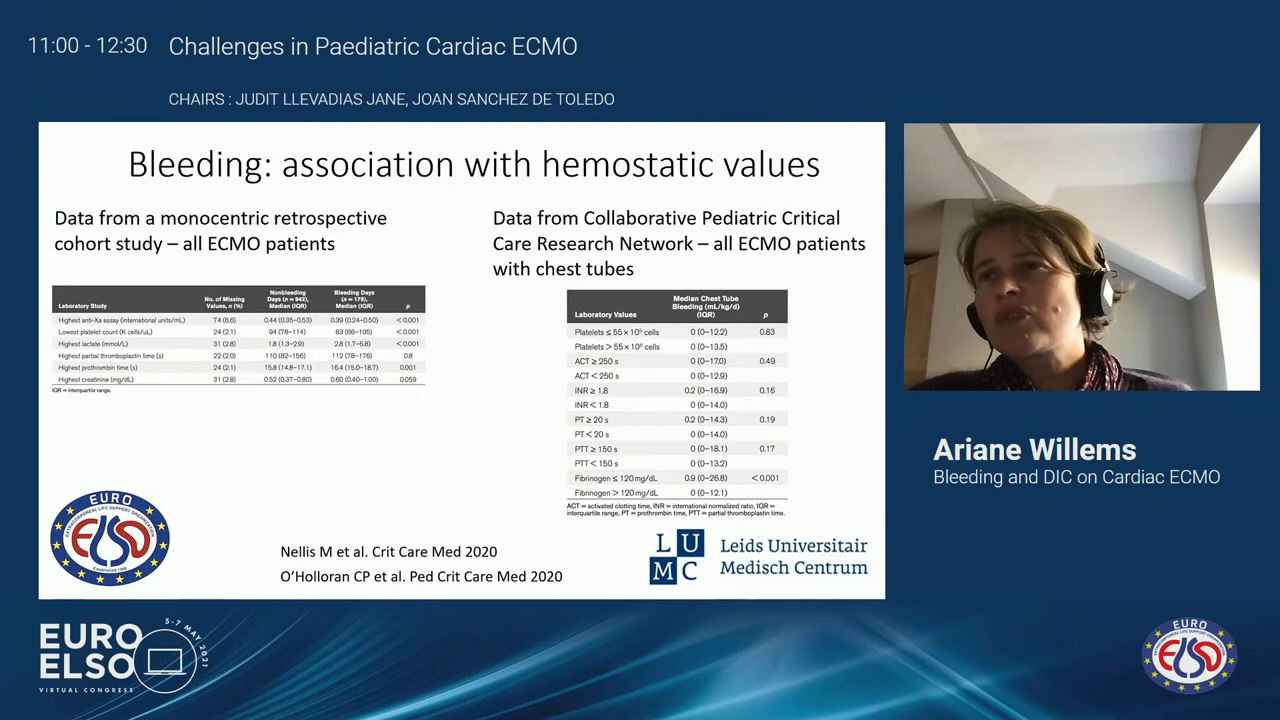 11:00 - 12:30 Challenges in Paediatric Cardiac ECMO
CHAIRS : JUDIT LLEVADIAS JANE, JOAN SANCHEZ DE TOLEDO
Bleeding: association with hemostatic values
Data from a monocentric retrospective
cohort study – all ECMO patients
Laboratory Study No. of Missing Values, n (%) Nonbleeding Days (n = 942), Median (IQR) Bleeding Days (n = 179), Median (IQR) p
Highest anti-Xa assay (international units/mL) 74 (6.6) 0.44 (0.35–0.53) 0.39 (0.24–0.50) < 0.001
Lowest platelet count (K cells/uL) 24 (2.1) 94 (78–114) 83 (66–105) < 0.001
Highest lactate (mmol/L) 31 (2.8) 1.8 (1.3–2.9) 2.8 (1.7–5.8) < 0.001
Highest partial thromboplastin time (s) 22 (2.0) 110 (82–156) 112 (78–176) 0.8
Highest prothrombin time (s) 24 (2.1) 15.8 (14.8–17.1) 16.4 (15.0–18.7) 0.001
Highest creatinine (mg/dL) 31 (2.8) 0.52 (0.37–0.80) 0.60 (0.40–1.00) 0.059
IQR = interquartile range.
Data from Collaborative Pediatric Critical
Care Research Network – all ECMO patients
with chest tubes
Laboratory Values Median Chest Tube Bleeding (mL/kg/d) (IQR) p
Platelets ≤ 55 × 10⁹ cells 0 (0–12.2) 0.83
Platelets > 55 × 10⁹ cells 0 (0–13.5)
ACT ≥ 250 s 0 (0–17.0) 0.49
ACT < 250 s 0 (0–12.9)
INR ≥ 1.8 0.2 (0–16.9) 0.16
INR < 1.8 0 (0–14.0)
PT ≥ 20 s 0.2 (0–14.3) 0.19
PT < 20 s 0 (0–14.0)
PTT ≥ 150 s 0 (0–18.1) 0.17
PTT < 150 s 0 (0–13.2)
Fibrinogen ≤ 120 mg/dL 0.9 (0–26.8) < 0.001
Fibrinogen > 120 mg/dL 0 (0–12.1)
ACT = activated clotting time, INR = international normalized ratio, IQR =
interquartile range, PT = prothrombin time, PTT = partial thromboplastin time.
EURO
ELSO
EXTRACORPOREAL LIFE SUPPORT ORGANIZATION
Nellis M et al. Crit Care Med 2020
O'Holloran CP et al. Ped Crit Care Med 2020
LUMC
Leids Universitair
Medisch Centrum
Ariane Willems
Bleeding and DIC on Cardiac ECMO
EURO
ELSO
VIRTUAL CONGRESS
5-7 MAY 2021
EURO
ELSO